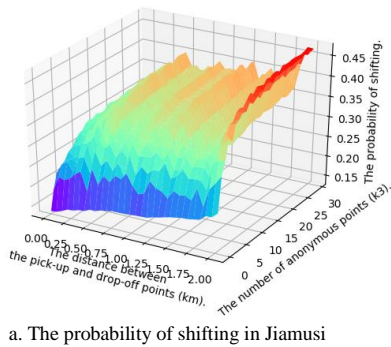 0.45
0.40
0.35
0.30
0.25
0.20
0.15
The probability of shifting.
30
25
20
15
10
5
0
The number of anonymous points (k3).
0.00 0.25 0.50 0.75 1.00 1.25 1.50 1.75 2.00
The distance between
the pick-up and drop-off points (km).
a. The probability of shifting in Jiamusi